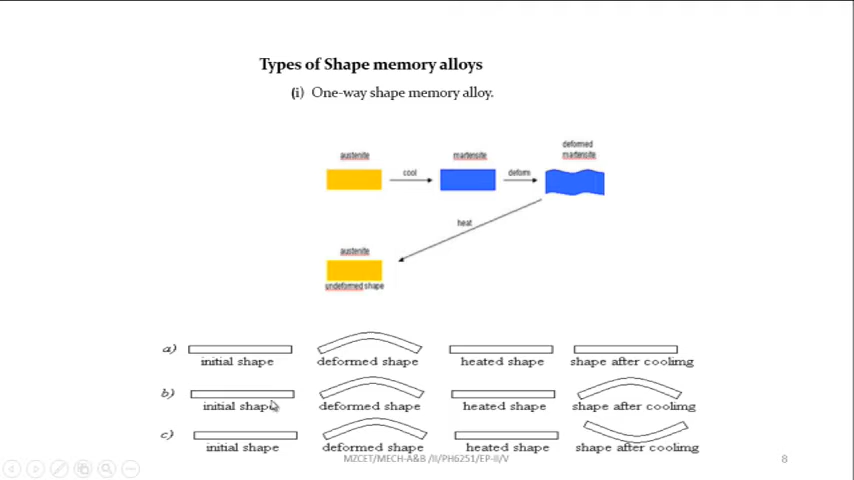 Types of Shape memory alloys
(i) One-way shape memory alloy.
deformed
austenite martensite martensite
cool deform
heat
austenite
undeformed shape
a) initial shape deformed shape heated shape shape after coolimg
b) initial shape deformed shape heated shape shape after coolimg
c) initial shape deformed shape heated shape shape after coolimg
MZCET/MECH-A&B /II/PH6251/EP-II/V 8